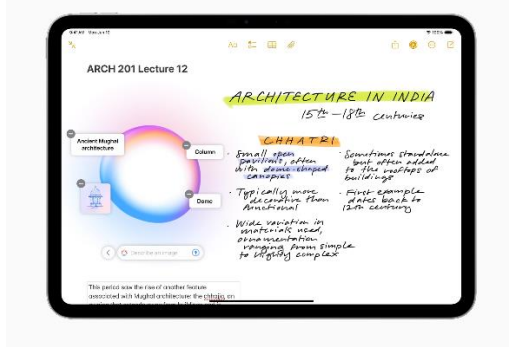 ARCH 201 Lecture 12
ARCHITECTURE IN INDIA
15th–18th centuries
CHHATRI
Ancient Mughal
architecture
Column
Dome
· Small open
pavilions, often
with dome-shaped
canopies
· Typically more
decorative than
functional
· Wide variation in
materials used,
ornamentation
ranging from simple
to highly complex
· Sometimes standalone
but often added
to the rooftops of
buildings
· First example
dates back to
12th century
Describe an image
This period saw the rise of another feature
associated with Mughal architecture: the chhajja, an